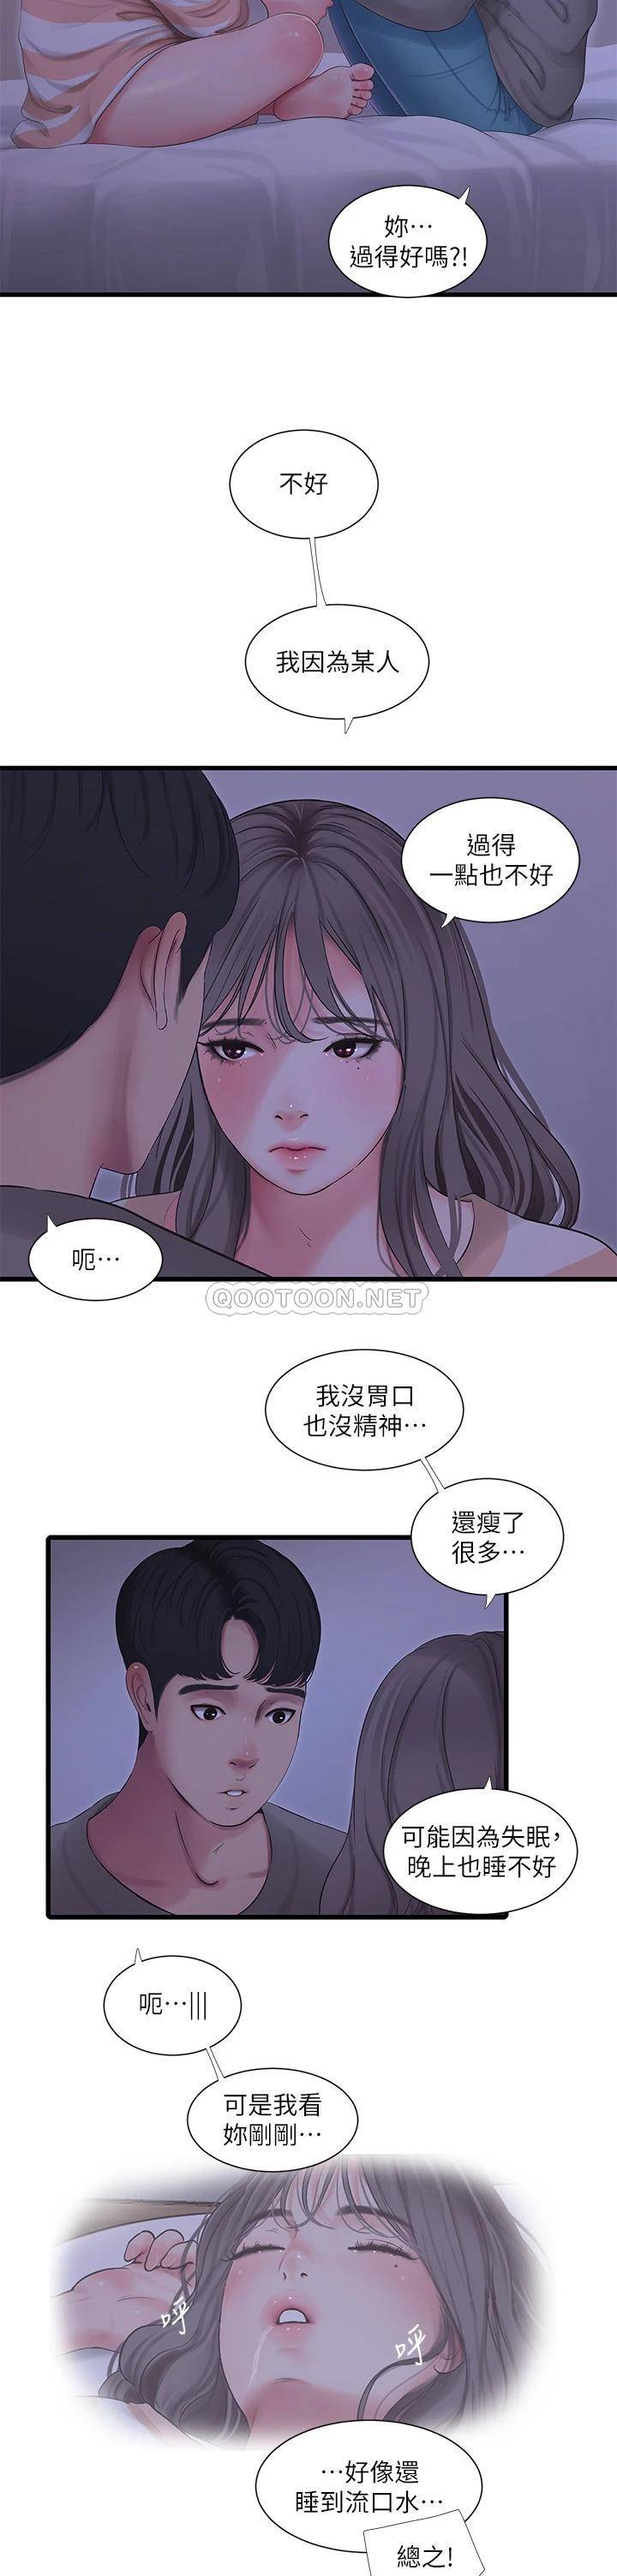 妳…
過得好嗎?!
不好
我因為某人
過得
一點也不好
呃…
QOOTOON.NET
我沒胃口
也沒精神…
還瘦了
很多…
可能因為失眠，
晚上也睡不好
呃…|||
可是我看
妳剛剛…
呼
呼
…好像還
睡到流口水…
總之!